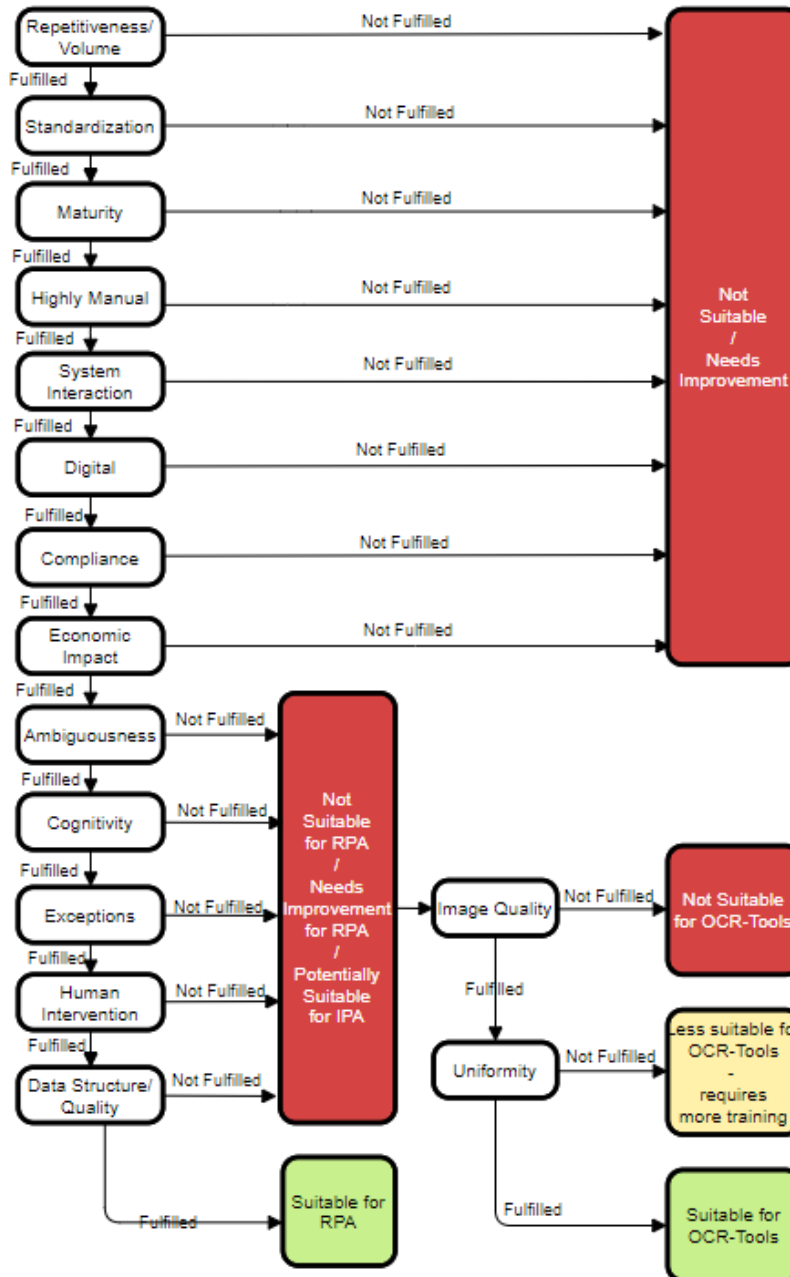 Repetitiveness/
Volume
Not Fulfilled
Fulfilled
Standardization
Not Fulfilled
Fulfilled
Maturity
Not Fulfilled
Fulfilled
Highly Manual
Not Fulfilled
Not
Suitable
/
Needs
Improvement
Fulfilled
System
Interaction
Not Fulfilled
Fulfilled
Digital
Not Fulfilled
Fulfilled
Compliance
Not Fulfilled
Fulfilled
Economic
Impact
Not Fulfilled
Fulfilled
Ambiguousness
Not Fulfilled
Fulfilled
Cognitivity
Not Fulfilled
Fulfilled
Exceptions
Not Fulfilled
Fulfilled
Human
Intervention
Not Fulfilled
Fulfilled
Data Structure/
Quality
Not Fulfilled
Fulfilled
Not
Suitable
for RPA
/
Needs
Improvement
for RPA
/
Potentially
Suitable
for IPA
Suitable for
RPA
Image Quality
Not Fulfilled
Not Suitable
for OCR-Tools
Fulfilled
Uniformity
Not Fulfilled
Less suitable fo
OCR-Tools
-
requires
more training
Fulfilled
Suitable for
OCR-Tools